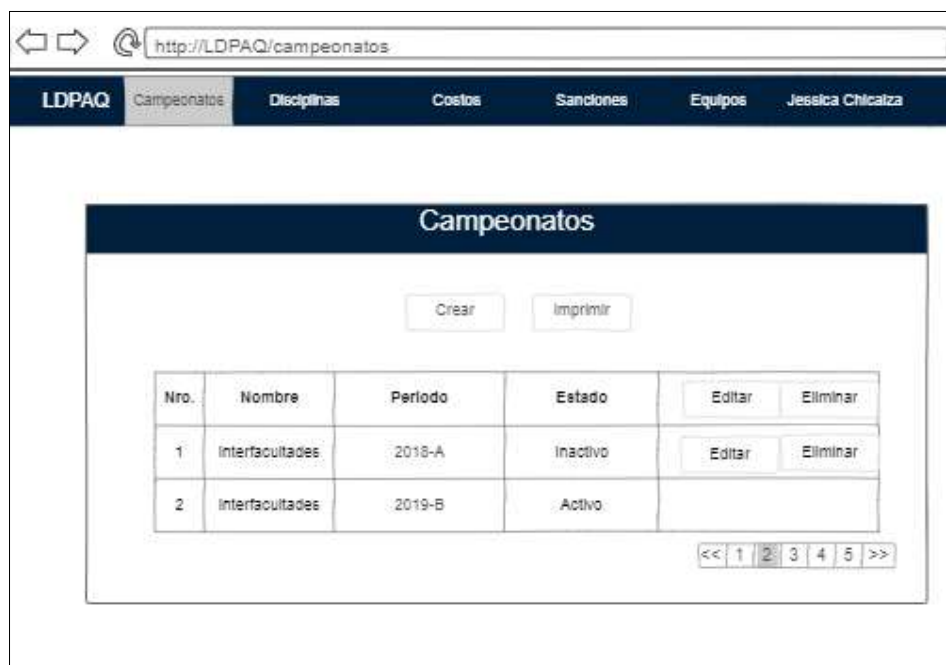 http://LDPAQ/campeonatos
LDPAQ Campeonatos Disciplinas Costos Sanciones Equipos Jessica Chicaiza
Campeonatos
Crear Imprimir
Nro. Nombre Periodo Estado Editar Eliminar
1 Interfacultades 2018-A Inactivo Editar Eliminar
2 Interfacultades 2019-B Activo
<< 1 2 3 4 5 >>